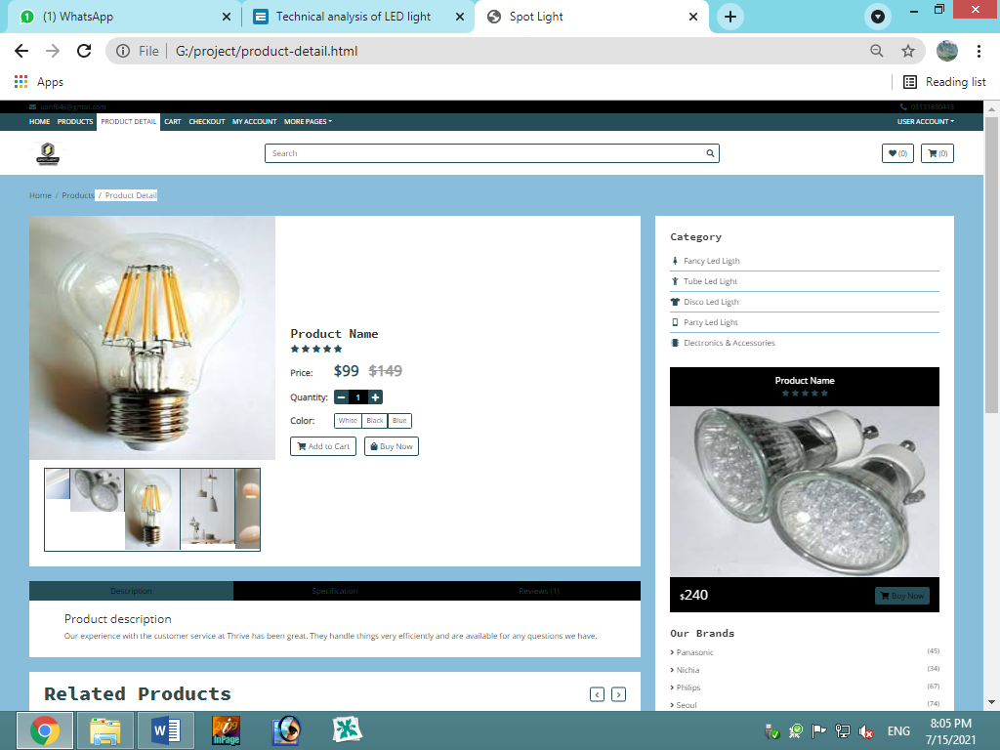 (1) WhatsApp
Technical analysis of LED light
Spot Light
File
G:/project/product-detail.html
Apps
Reading list
HOME PRODUCTS PRODUCT DETAIL CART CHECKOUT MY ACCOUNT MORE PAGES
USER ACCOUNT
Search
(0)
(0)
Home / Products / Product Detail
Product Name
Price: $99 $149
Quantity: 1
Color: White Black Blue
Add to Cart Buy Now
Category
Fancy Led Ligth
Tube Led Light
Disco Led Ligth
Party Led Light
Electronics & Accessories
Product Name
$240
Buy Now
Description Specification Reviews (1)
Product description
Our experience with the customer service at Thrive has been great. They handle things very efficiently and are available for any questions we have.
Our Brands
Panasonic (45)
Nichia (34)
Philips (67)
Seoul (74)
Related Products
InPage
ENG
8:05 PM
7/15/2021